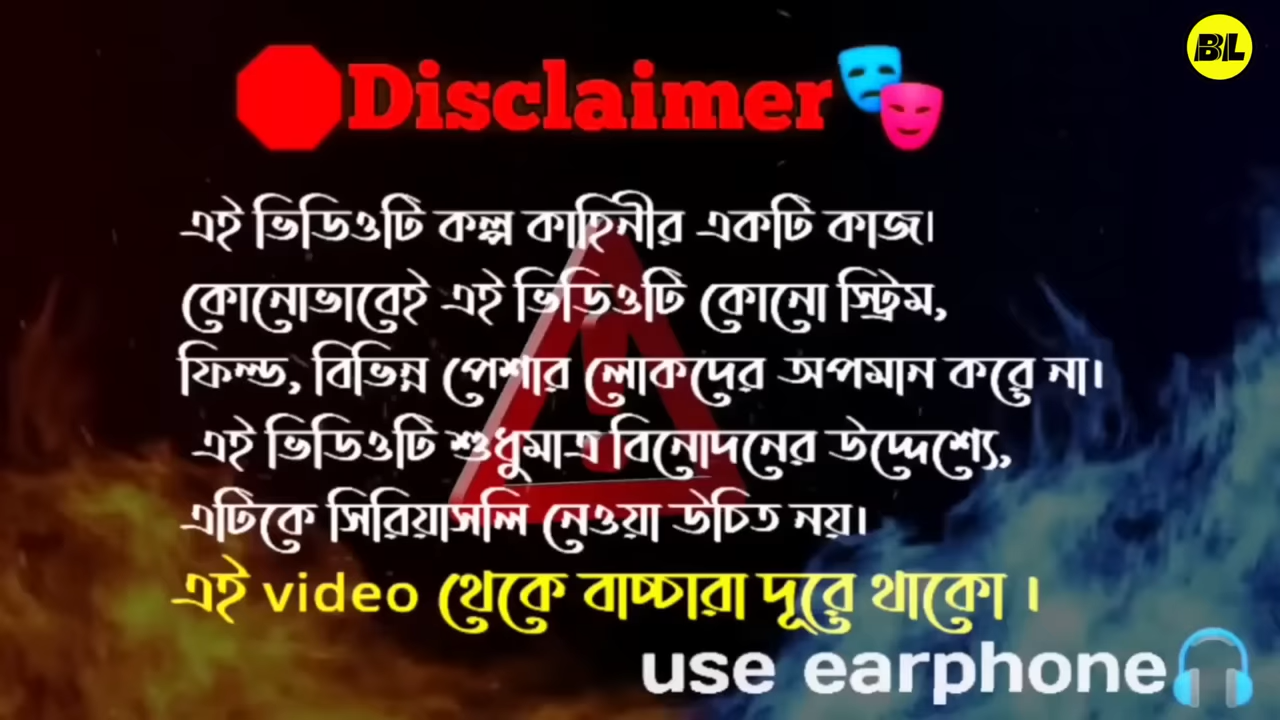 BL
Disclaimer
এই ভিডিওটি কল্প কাহিনীর একটি কাজ।
কোনোভাবেই এই ভিডিওটি কোনো স্ট্রিম,
ফিল্ড, বিভিন্ন পেশার লোকদের অপমান করে না।
এই ভিডিওটি শুধুমাত্র বিনোদনের উদ্দেশ্যে,
এটিকে সিরিয়াসলি নেওয়া উচিত নয়।
এই video থেকে বাচ্চারা দূরে থাকো ।
use earphone